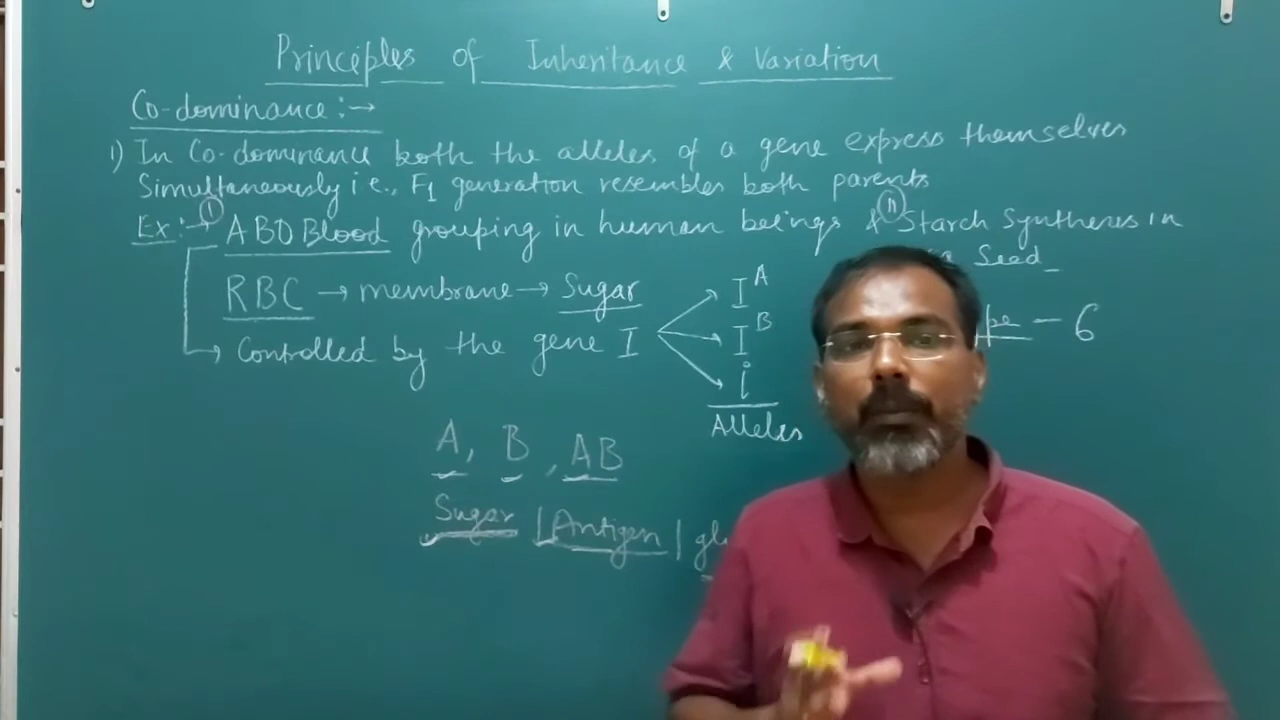 Principles of Inheritance & Variation
Co-dominance:→
1) In Co-dominance both the alleles of a gene express themselves
Simultaneously i e., F1 generation resembles both parents
Ex:→ (I) ABO Blood grouping in human beings & (II) Starch Syntheses in
Seed
RBC → membrane → Sugar
→ Controlled by the gene I
I^A
I^B
i
Alleles
pe – 6
A, B, AB
Sugar | Antigen |